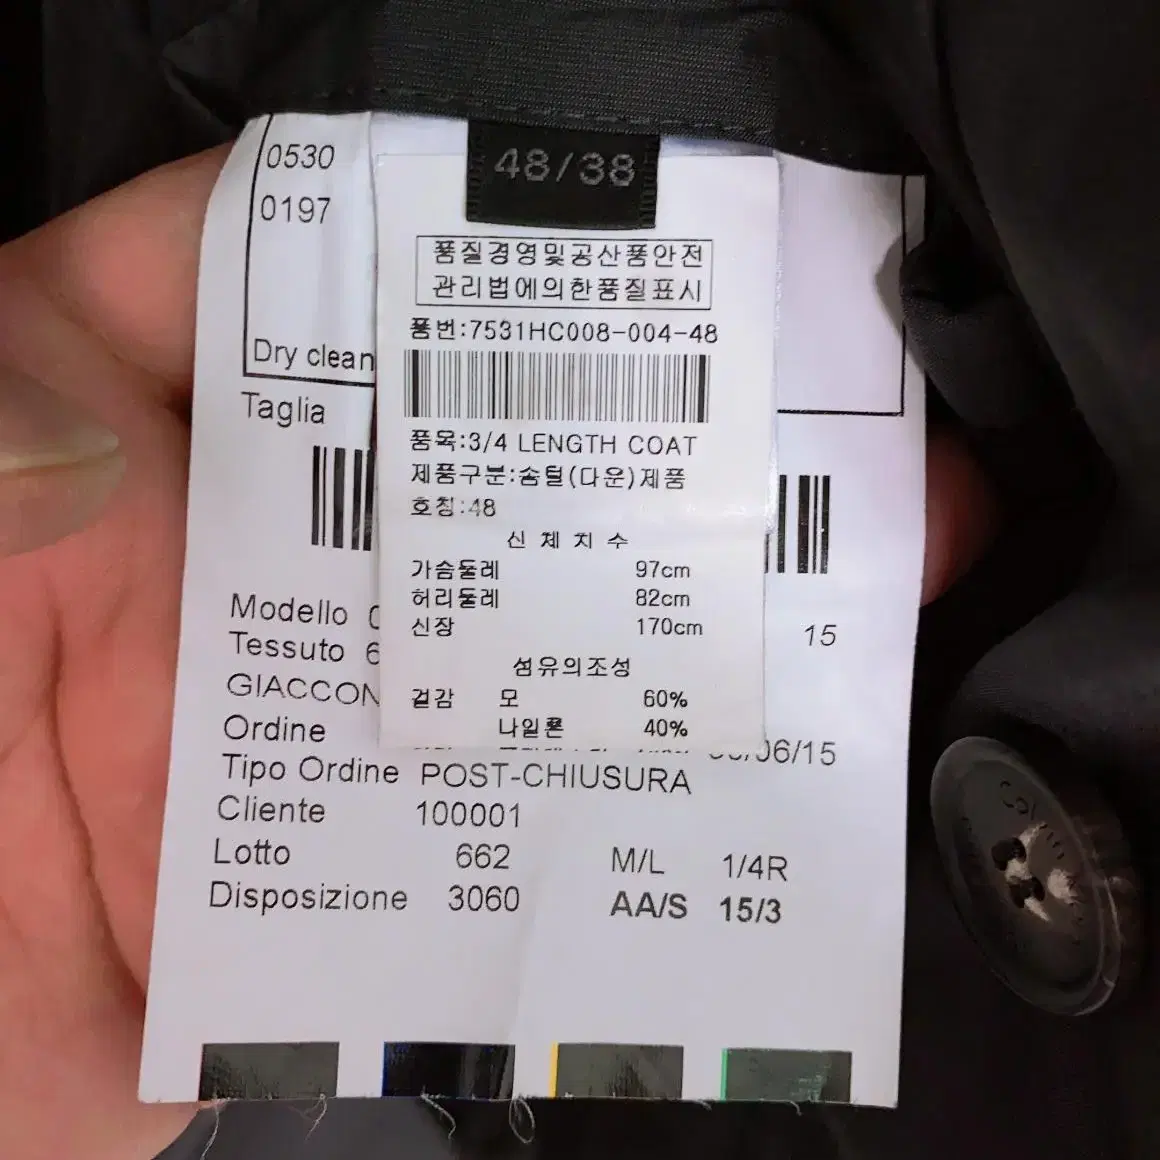 48/38
0530
0197
Dry clean
Taglia
품질경영및공산품안전
관리법에의한품질표시
품번:7531HC008-004-48
품목:3/4 LENGTH COAT
제품구분:솜털(다운)제품
호칭:48
신 체 치 수
가슴둘레 97cm
허리둘레 82cm
신장 170cm
섬유의조성
겉감 모 60%
나일론 40%
Modello
15
Tessuto 6
GIACCON
Ordine
06/15
Tipo Ordine POST-CHIUSURA
Cliente 100001
Lotto 662 M/L 1/4R
Disposizione 3060 AA/S 15/3